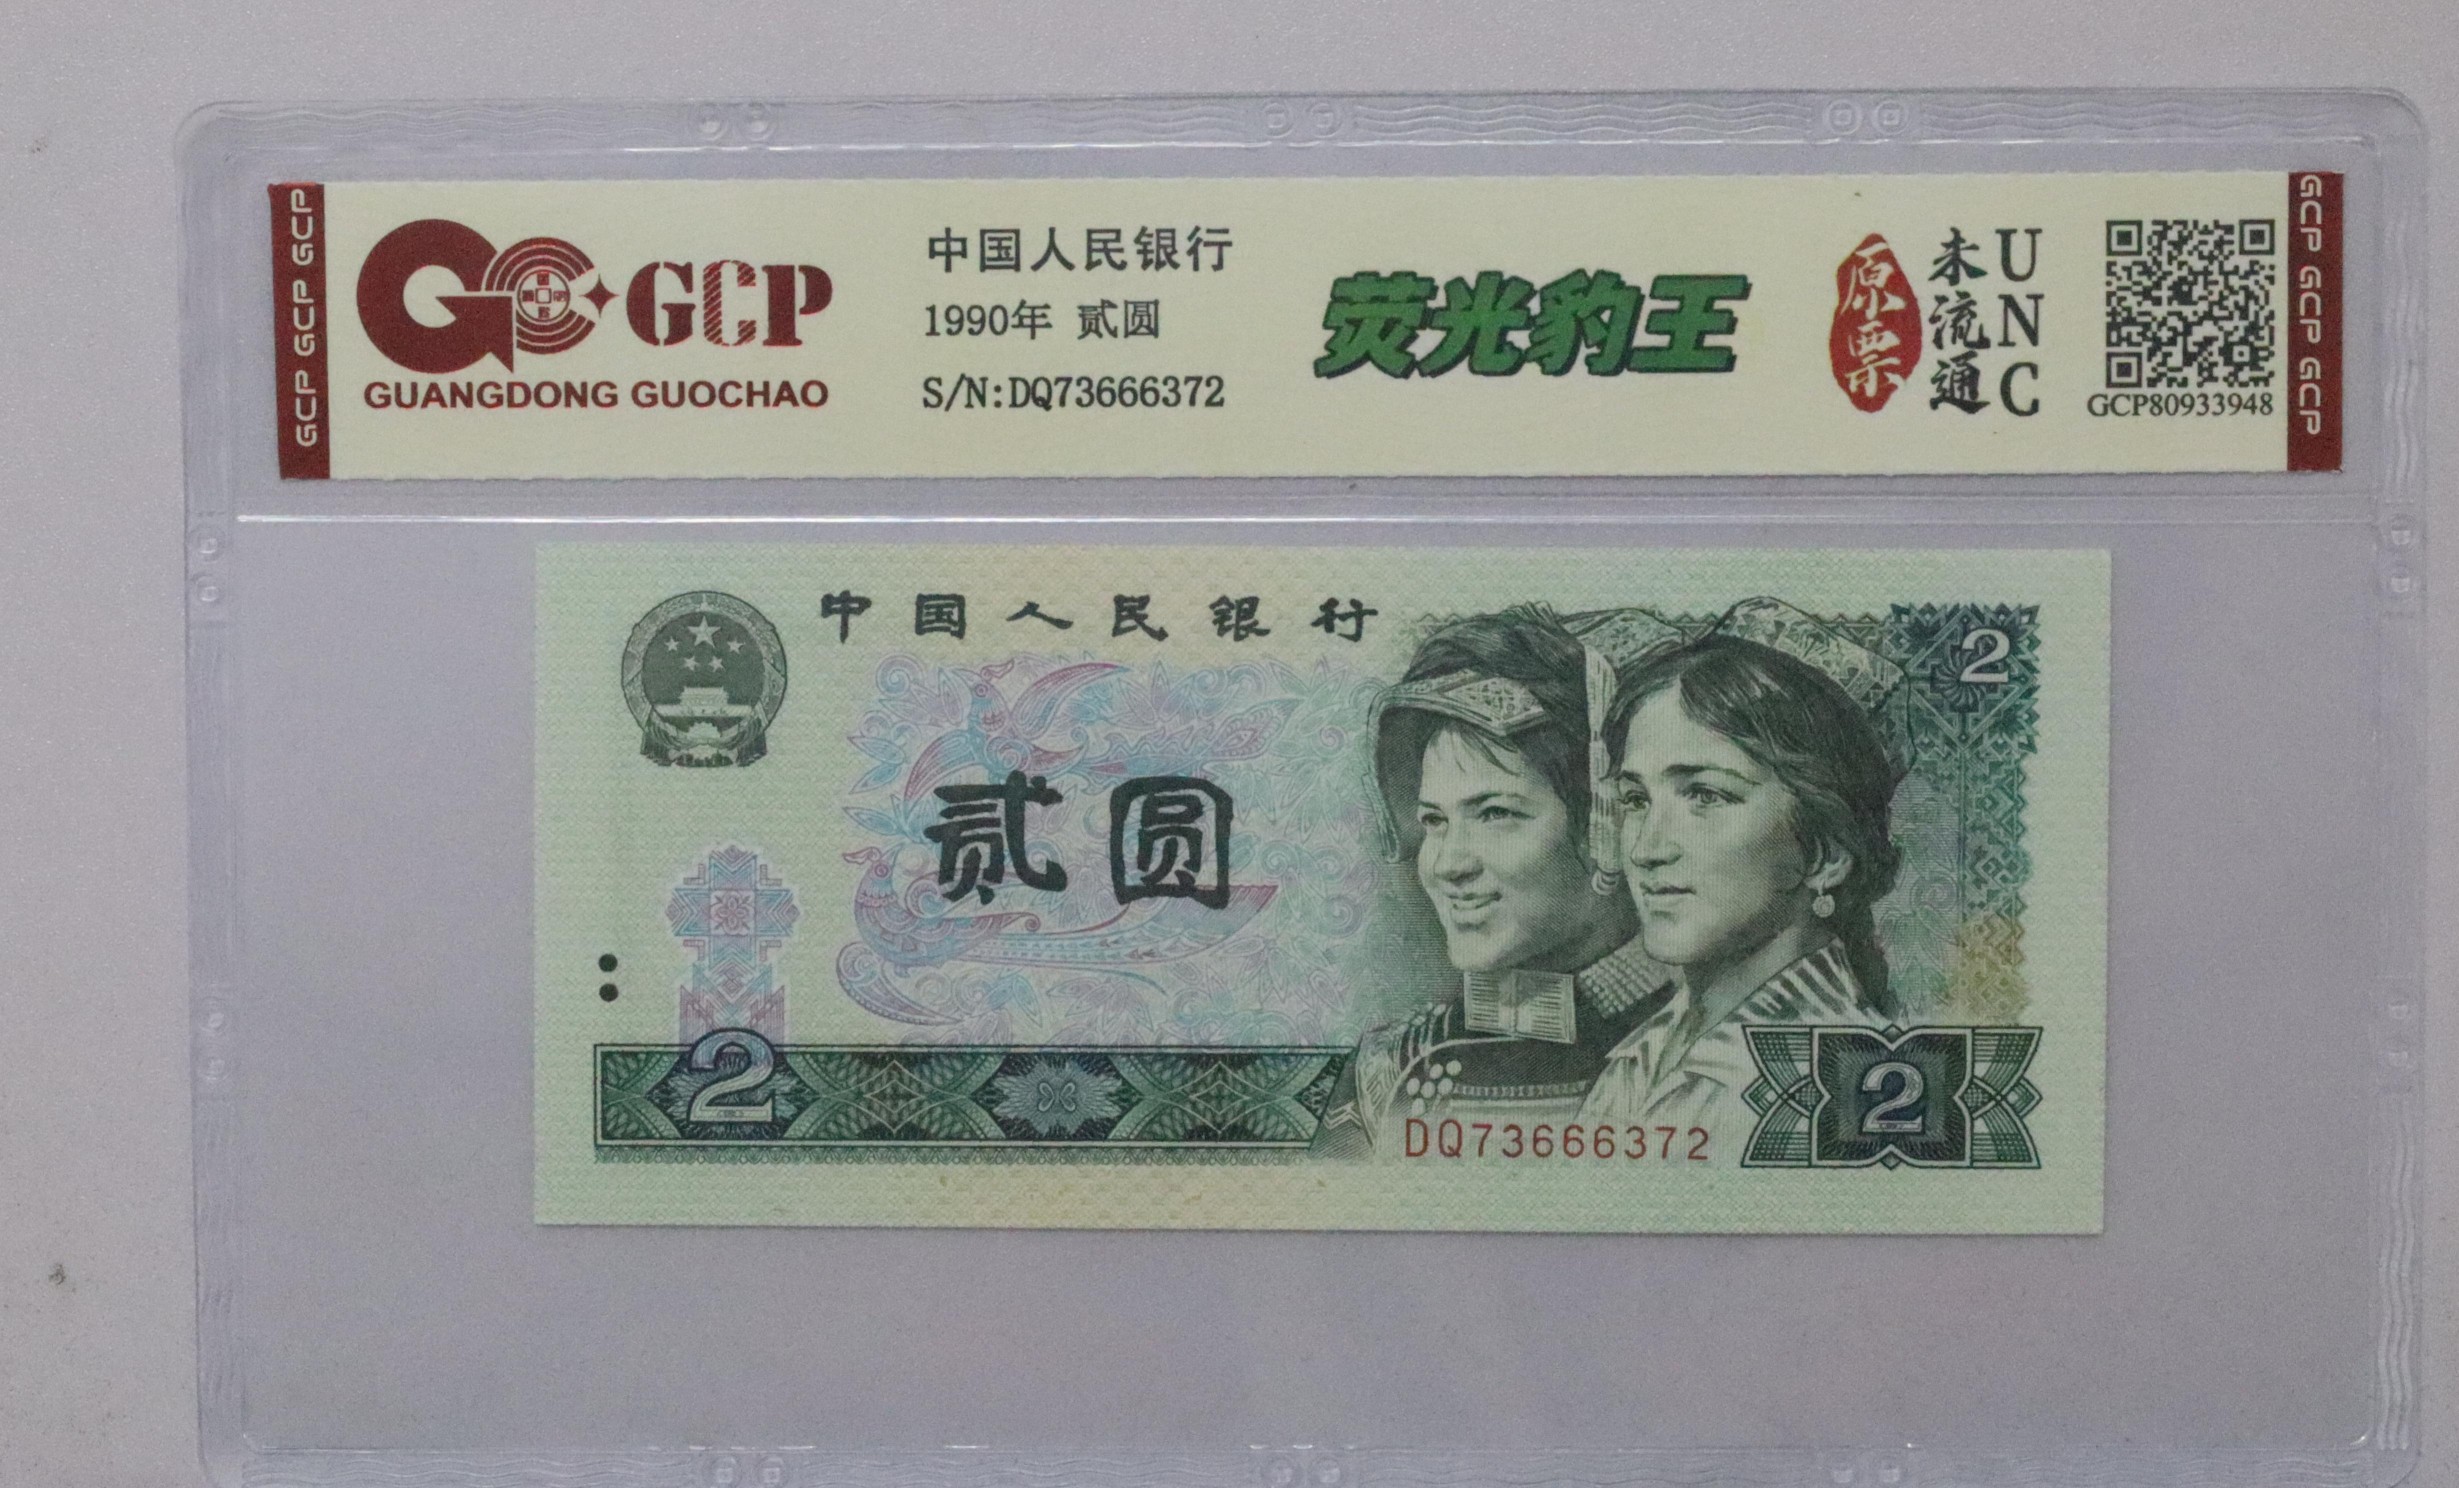 GCP GCP GCP
GCP
GUANGDONG GUOCHAO
中国人民银行
1990年 贰圆
S/N:DQ73666372
荧光豹王
原票
未流通
UNC
GCP80933948
GCP GCP GCP
中国人民银行
2
贰圆
2
DQ73666372
2